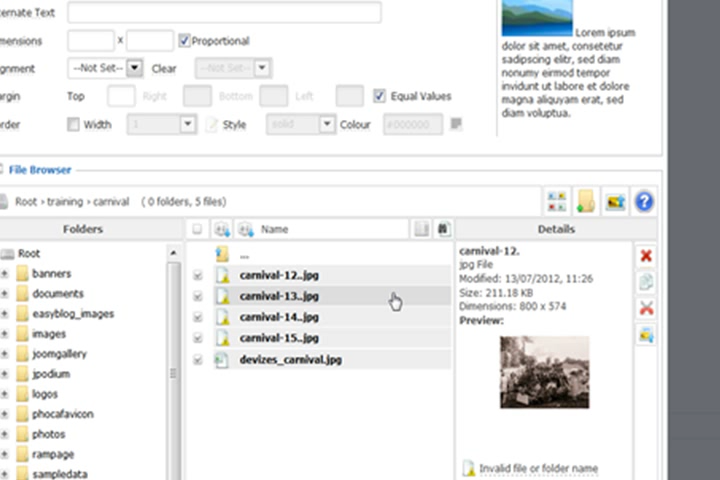 ternate Text
mensions x Proportional
gnment --Not Set-- Clear --Not Set--
argin Top Right Bottom Left Equal Values
rder Width 1 Style solid Colour #000000
Lorem ipsum
dolor sit amet, consetetur
sadipscing elitr, sed diam
nonumy eirmod tempor
invidunt ut labore et dolore
magna aliquyam erat, sed
diam voluptua.
File Browser
Root › training › carnival ( 0 folders, 5 files)
Folders Name Details
Root
banners
documents
easyblog_images
images
joomgallery
jpodium
logos
phocafavicon
photos
rampage
sampledata
...
carnival-12..jpg
carnival-13..jpg
carnival-14..jpg
carnival-15..jpg
devizes_carnival.jpg
carnival-12.
jpg File
Modified: 13/07/2012, 11:26
Size: 211.18 KB
Dimensions: 800 x 574
Preview:
Invalid file or folder name